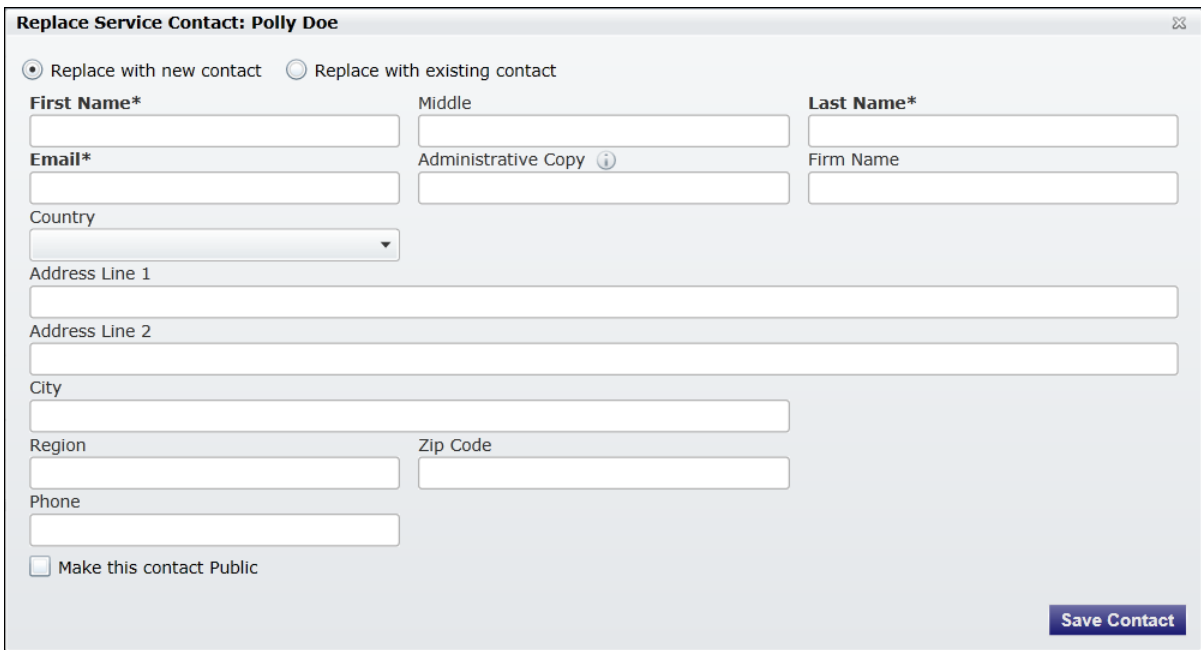 Replace Service Contact: Polly Doe
Replace with new contact Replace with existing contact
First Name* Middle Last Name*
Email* Administrative Copy Firm Name
Country
Address Line 1
Address Line 2
City
Region Zip Code
Phone
Make this contact Public
Save Contact